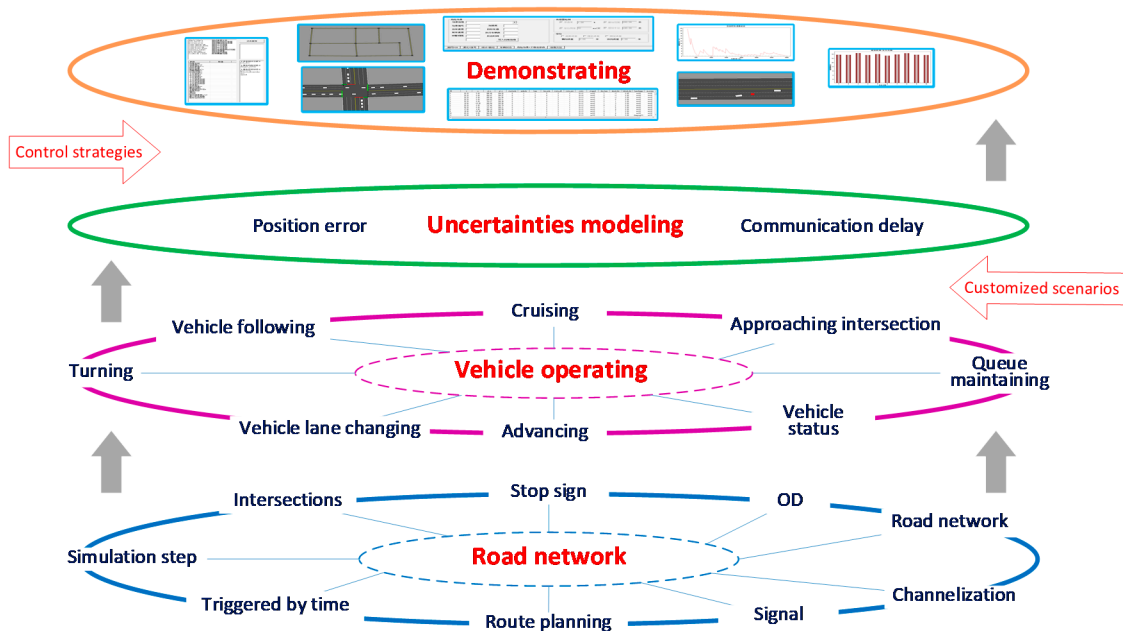 Demonstrating
Control strategies
Position error
Uncertainties modeling
Communication delay
Customized scenarios
Cruising
Vehicle following
Approaching intersection
Turning
Vehicle operating
Queue
maintaining
Vehicle lane changing
Advancing
Vehicle
status
Intersections
Stop sign
OD
Road network
Simulation step
Road network
Triggered by time
Route planning
Signal
Channelization